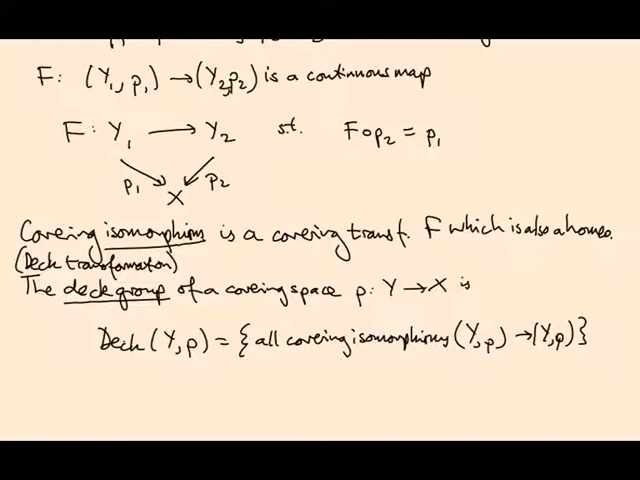 F: (Y₁, p₁) → (Y₂, p₂) is a continuous map
F: Y₁ → Y₂ s.t. F∘p₂ = p₁
p₁ X p₂
Covering isomorphism is a covering transf. F which is also a homeo.
(Deck transformation)
The deck group of a covering space p: Y → X is
Deck (Y, p) = {all covering isomorphisms (Y, p) → (Y, p)}